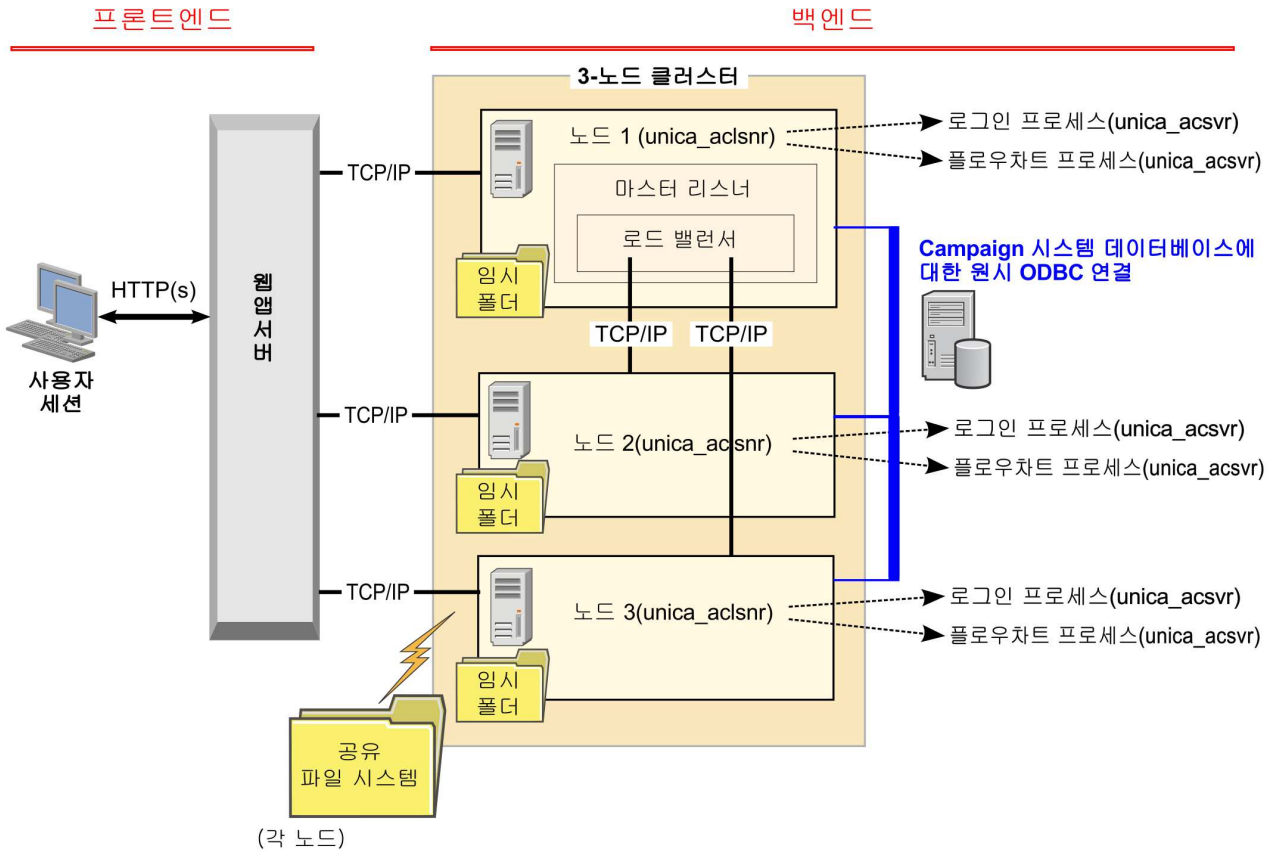 프론트엔드
백엔드
3-노드 클러스터
노드 1 (unica_aclsnr)
로그인 프로세스(unica_acsvr)
플로우차트 프로세스(unica_acsvr)
TCP/IP
마스터 리스너
로드 밸런서
임시
폴더
Campaign 시스템 데이터베이스에
대한 원시 ODBC 연결
HTTP(s)
웹
앱
서
버
사용자
세션
TCP/IP
TCP/IP
TCP/IP
노드 2(unica_aclsnr)
로그인 프로세스(unica_acsvr)
플로우차트 프로세스(unica_acsvr)
임시
폴더
TCP/IP
노드 3(unica_aclsnr)
로그인 프로세스(unica_acsvr)
플로우차트 프로세스(unica_acsvr)
임시
폴더
공유
파일 시스템
(각 노드)